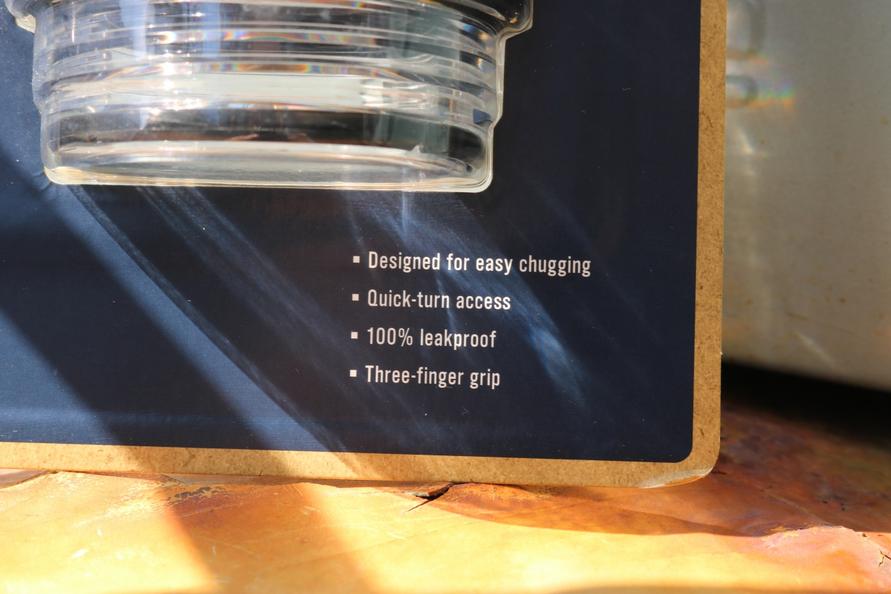 ▪ Designed for easy chugging
▪ Quick-turn access
▪ 100% leakproof
▪ Three-finger grip